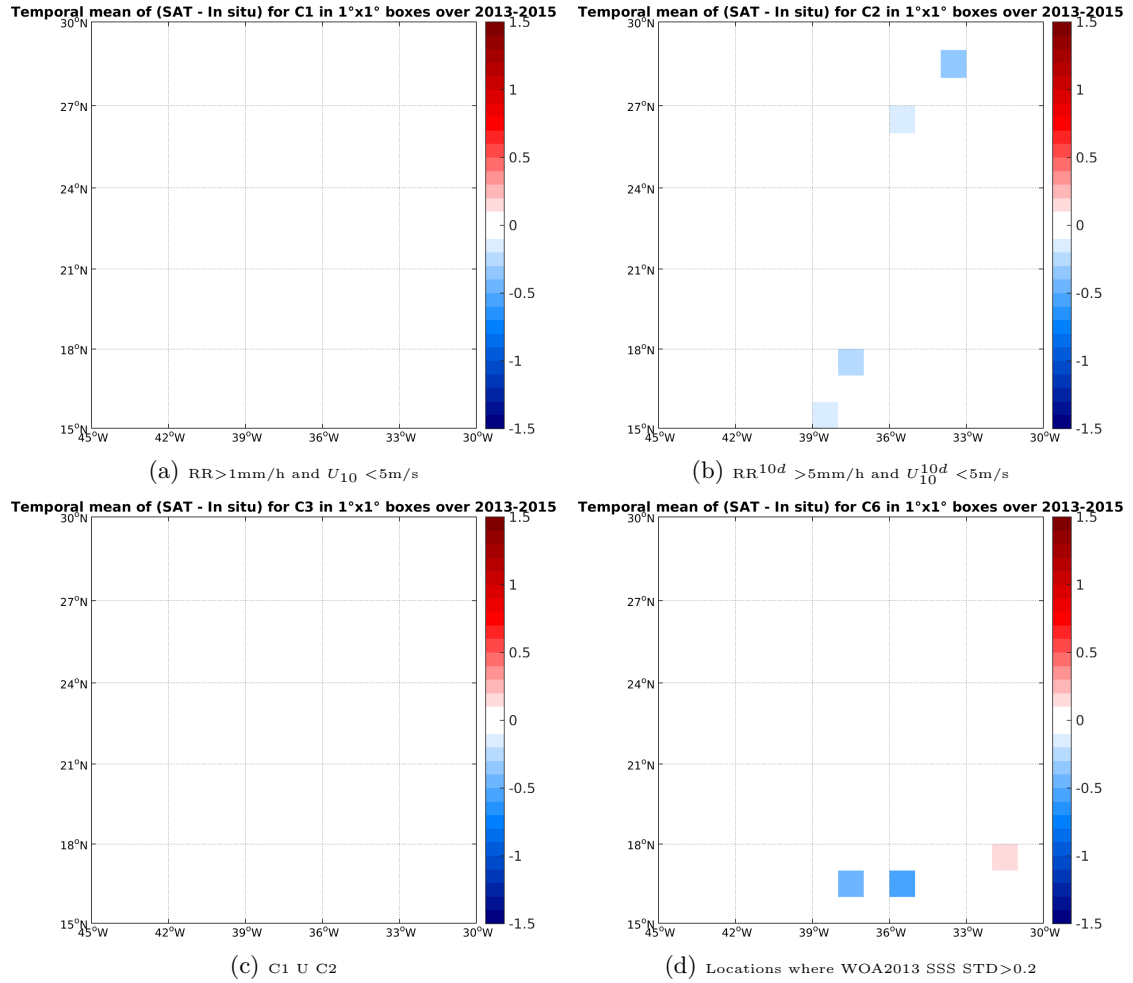 Temporal mean of (SAT - In situ) for C1 in 1°x1° boxes over 2013-2015
30°N
27°N
24°N
21°N
18°N
15°N
45°W 42°W 39°W 36°W 33°W 30°W
1.5
1
0.5
0
-0.5
-1
-1.5
(a) RR>1mm/h and U₁₀ <5m/s
Temporal mean of (SAT - In situ) for C2 in 1°x1° boxes over 2013-2015
30°N
27°N
24°N
21°N
18°N
15°N
45°W 42°W 39°W 36°W 33°W 30°W
1.5
1
0.5
0
-0.5
-1
-1.5
(b) RR^{10d} >5mm/h and U_{10}^{10d} <5m/s
Temporal mean of (SAT - In situ) for C3 in 1°x1° boxes over 2013-2015
30°N
27°N
24°N
21°N
18°N
15°N
45°W 42°W 39°W 36°W 33°W 30°W
1.5
1
0.5
0
-0.5
-1
-1.5
(c) C1 U C2
Temporal mean of (SAT - In situ) for C6 in 1°x1° boxes over 2013-2015
30°N
27°N
24°N
21°N
18°N
15°N
45°W 42°W 39°W 36°W 33°W 30°W
1.5
1
0.5
0
-0.5
-1
-1.5
(d) Locations where WOA2013 SSS STD>0.2